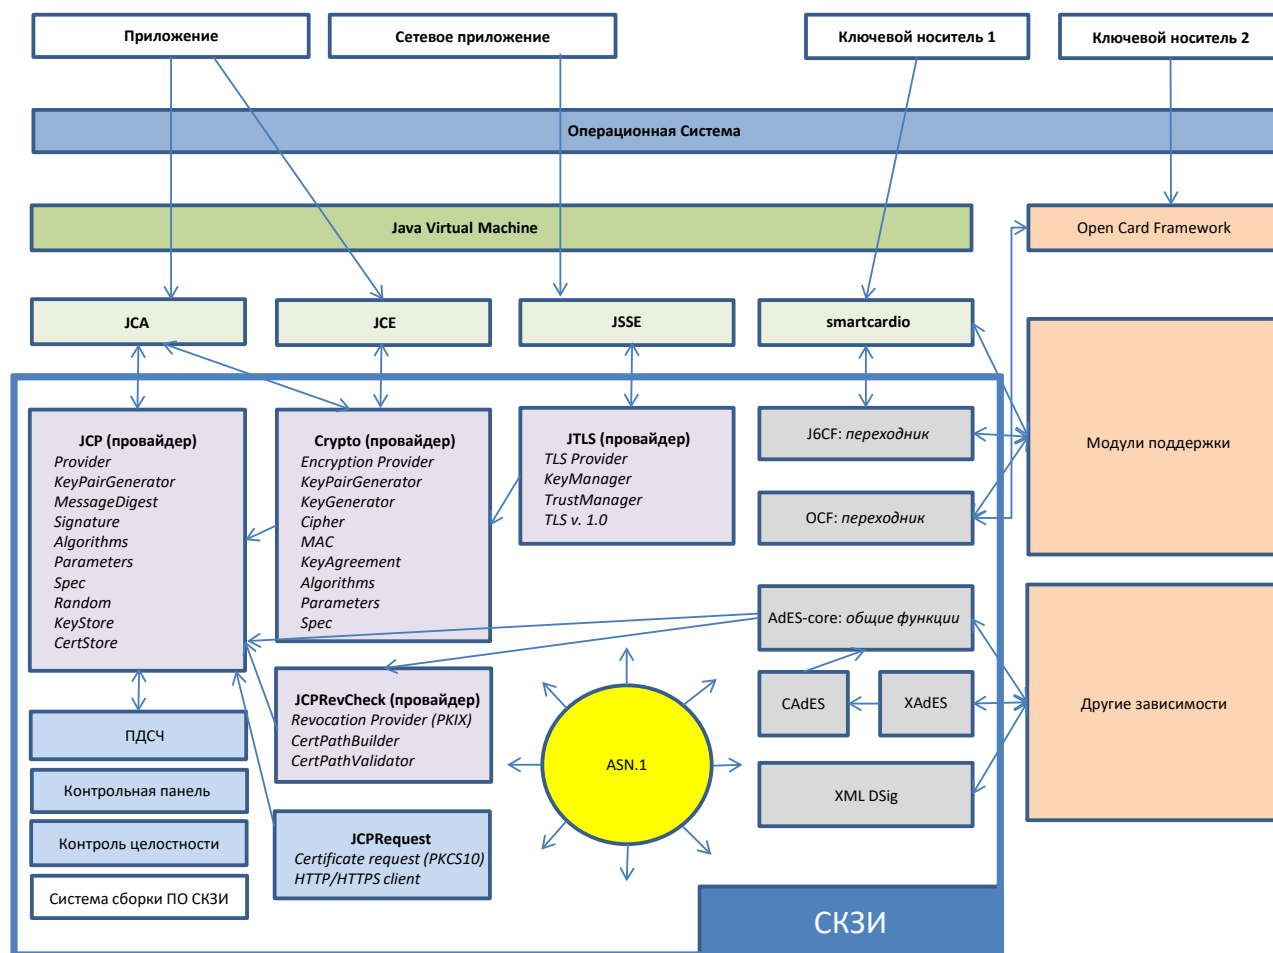 Приложение
Сетевое приложение
Ключевой носитель 1
Ключевой носитель 2
Операционная Система
Java Virtual Machine
Open Card Framework
JCA
JCE
JSSE
smartcardio
JCP (провайдер)
Provider
KeyPairGenerator
MessageDigest
Signature
Algorithms
Parameters
Spec
Random
KeyStore
CertStore
Crypto (провайдер)
Encryption Provider
KeyPairGenerator
KeyGenerator
Cipher
MAC
KeyAgreement
Algorithms
Parameters
Spec
JTLS (провайдер)
TLS Provider
KeyManager
TrustManager
TLS v. 1.0
J6CF: переходник
OCF: переходник
Модули поддержки
AdES-core: общие функции
CAdES
XAdES
Другие зависимости
XML DSig
JCPRevCheck (провайдер)
Revocation Provider (PKIX)
CertPathBuilder
CertPathValidator
ASN.1
ПДСЧ
Контрольная панель
Контроль целостности
Система сборки ПО СКЗИ
JCPRequest
Certificate request (PKCS10)
HTTP/HTTPS client
СКЗИ